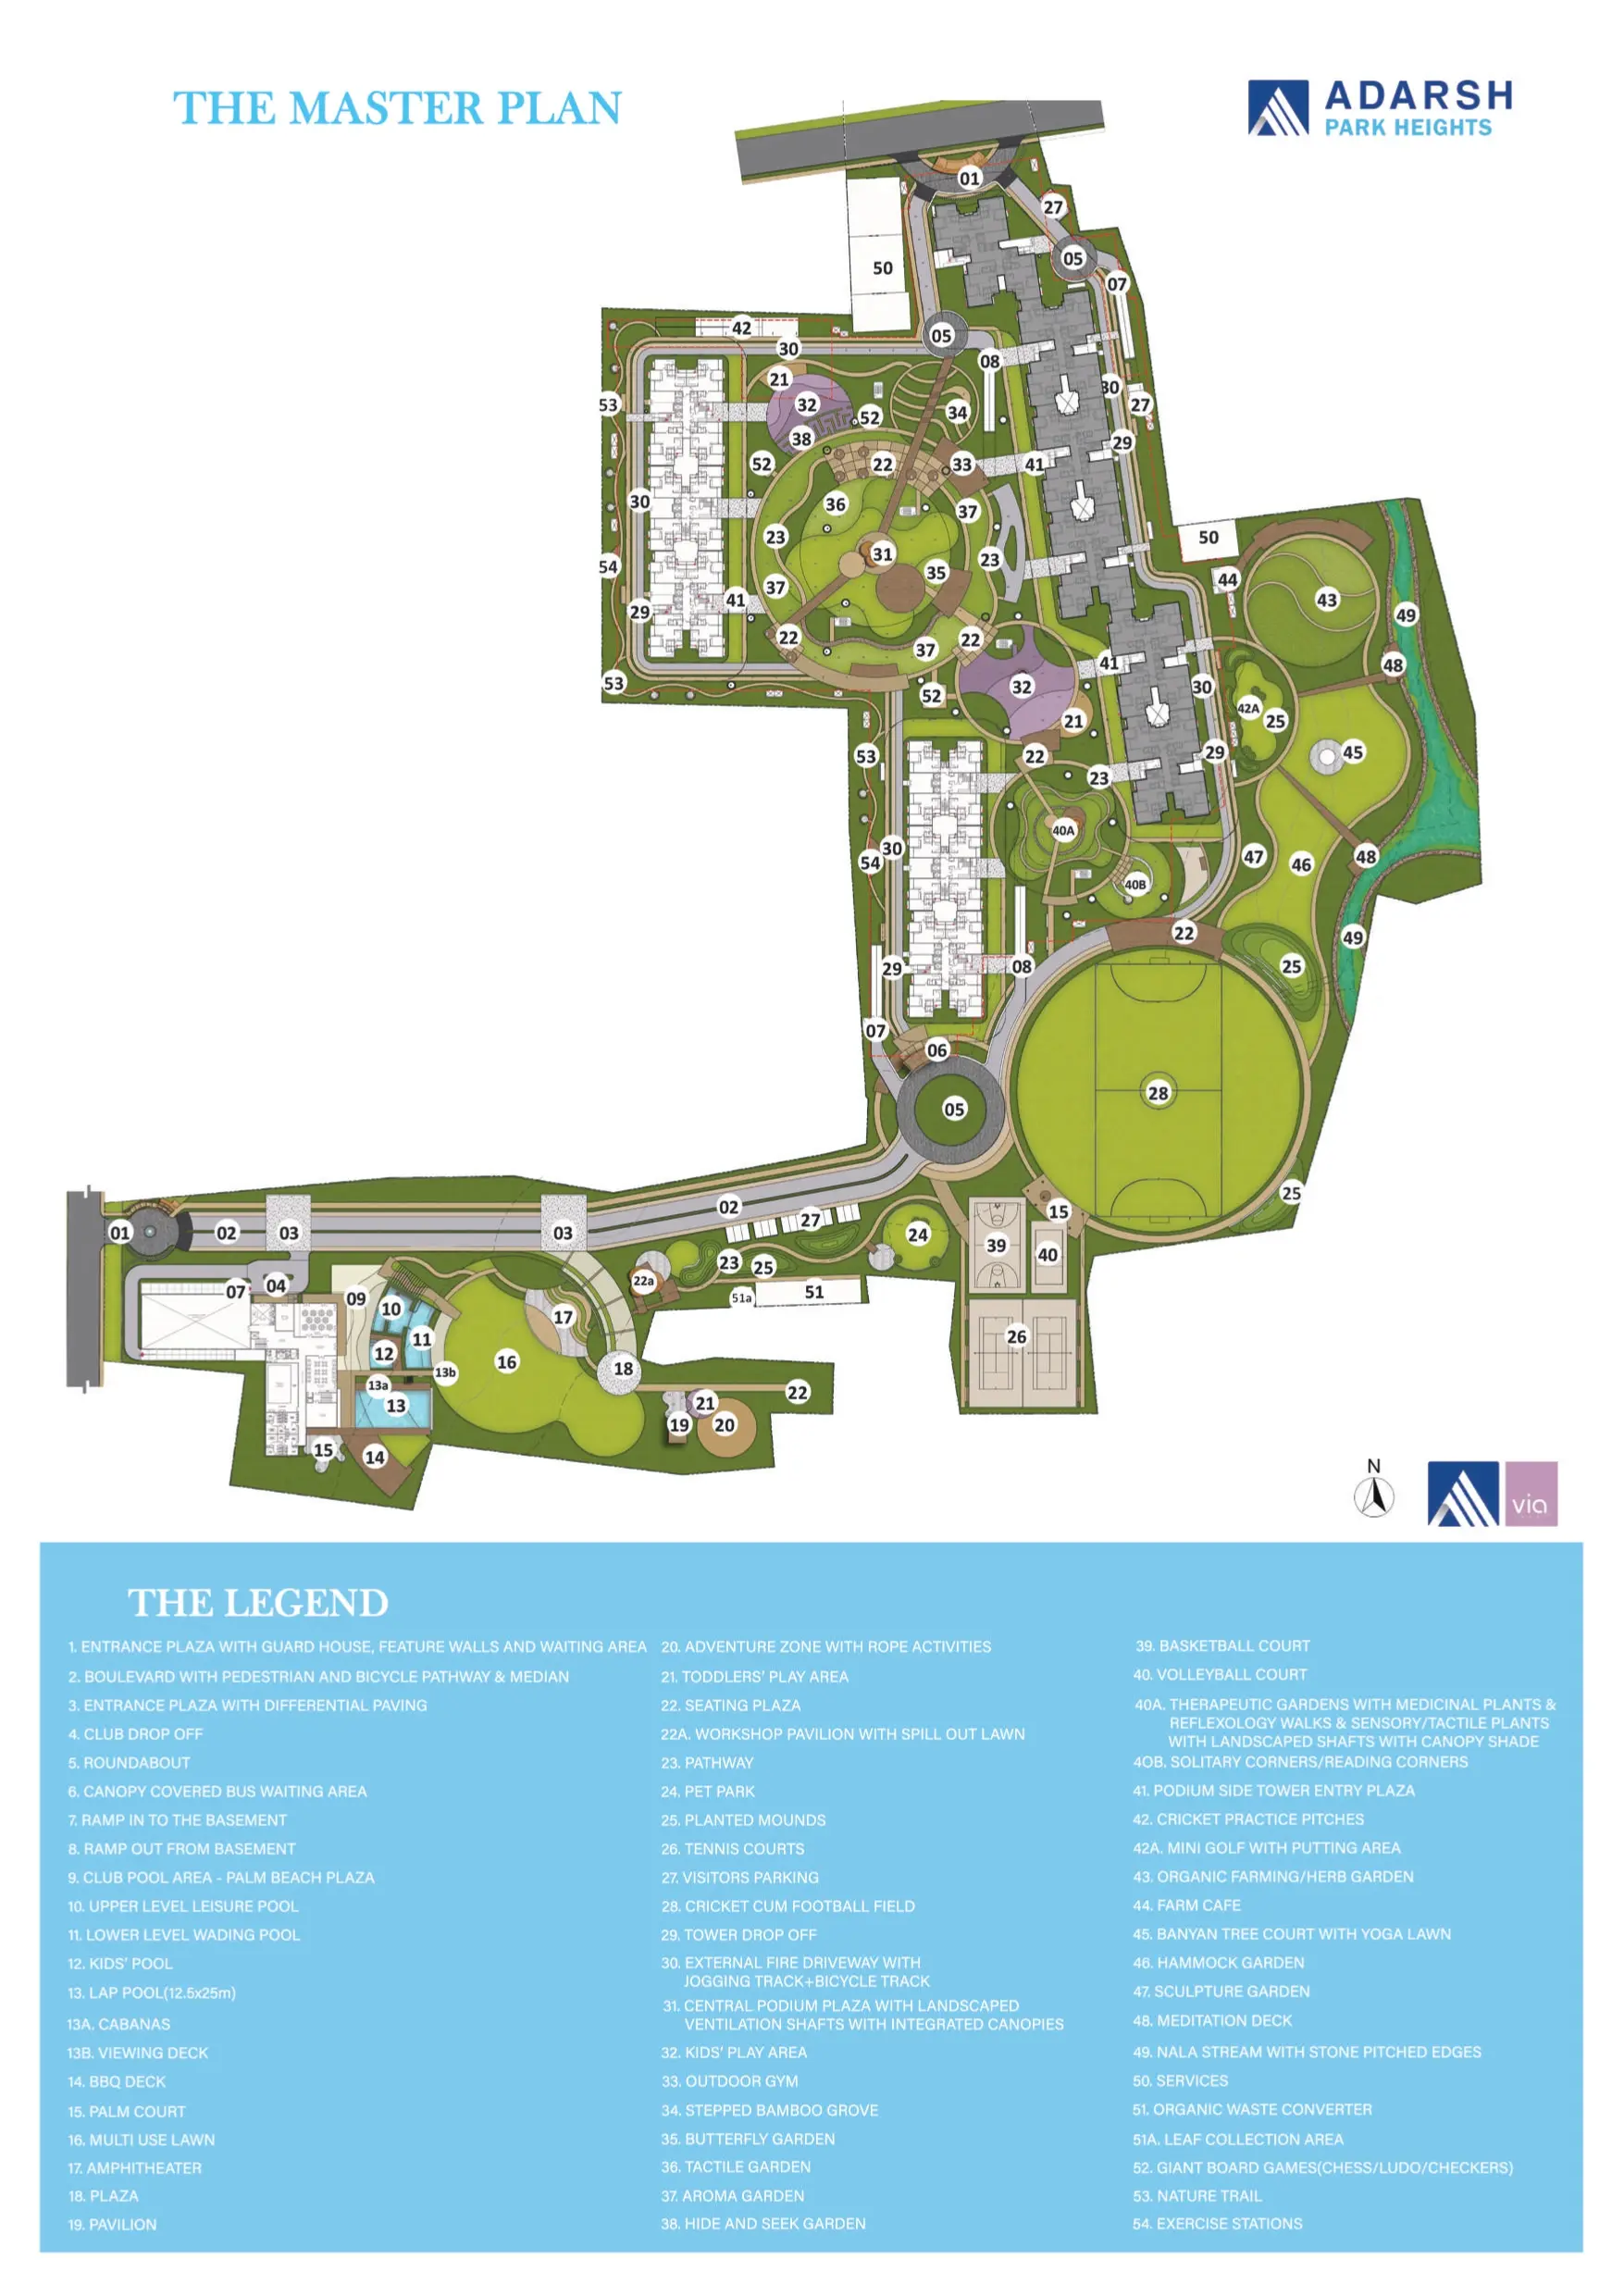 THE MASTER PLAN
ADARSH
PARK HEIGHTS
01
27
05
07
50
05
42
30
08
21
30
53
32
27
52
34
38
29
52
22
33
41
30
36
37
50
23
31
23
54
35
44
37
41
43
29
49
22
22
37
41
48
53
32
30
52
42A
25
21
53
22
29
45
23
40A
30
54
47
46
48
40B
22
49
29
08
25
07
06
28
05
25
02
15
01
02
03
03
27
24
39
40
23
25
22a
07
04
51a
51
09
10
17
11
26
12
16
13b
18
13a
22
13
21
19
20
15
14
N
via
THE LEGEND
1. ENTRANCE PLAZA WITH GUARD HOUSE, FEATURE WALLS AND WAITING AREA
2. BOULEVARD WITH PEDESTRIAN AND BICYCLE PATHWAY & MEDIAN
3. ENTRANCE PLAZA WITH DIFFERENTIAL PAVING
4. CLUB DROP OFF
5. ROUNDABOUT
6. CANOPY COVERED BUS WAITING AREA
7. RAMP IN TO THE BASEMENT
8. RAMP OUT FROM BASEMENT
9. CLUB POOL AREA - PALM BEACH PLAZA
10. UPPER LEVEL LEISURE POOL
11. LOWER LEVEL WADING POOL
12. KIDS' POOL
13. LAP POOL(12.5x25m)
13A. CABANAS
13B. VIEWING DECK
14. BBQ DECK
15. PALM COURT
16. MULTI USE LAWN
17. AMPHITHEATER
18. PLAZA
19. PAVILION
20. ADVENTURE ZONE WITH ROPE ACTIVITIES
21. TODDLERS' PLAY AREA
22. SEATING PLAZA
22A. WORKSHOP PAVILION WITH SPILL OUT LAWN
23. PATHWAY
24. PET PARK
25. PLANTED MOUNDS
26. TENNIS COURTS
27. VISITORS PARKING
28. CRICKET CUM FOOTBALL FIELD
29. TOWER DROP OFF
30. EXTERNAL FIRE DRIVEWAY WITH
JOGGING TRACK+BICYCLE TRACK
31. CENTRAL PODIUM PLAZA WITH LANDSCAPED
VENTILATION SHAFTS WITH INTEGRATED CANOPIES
32. KIDS' PLAY AREA
33. OUTDOOR GYM
34. STEPPED BAMBOO GROVE
35. BUTTERFLY GARDEN
36. TACTILE GARDEN
37. AROMA GARDEN
38. HIDE AND SEEK GARDEN
39. BASKETBALL COURT
40. VOLLEYBALL COURT
40A. THERAPEUTIC GARDENS WITH MEDICINAL PLANTS &
REFLEXOLOGY WALKS & SENSORY/TACTILE PLANTS
WITH LANDSCAPED SHAFTS WITH CANOPY SHADE
40B. SOLITARY CORNERS/READING CORNERS
41. PODIUM SIDE TOWER ENTRY PLAZA
42. CRICKET PRACTICE PITCHES
42A. MINI GOLF WITH PUTTING AREA
43. ORGANIC FARMING/HERB GARDEN
44. FARM CAFE
45. BANYAN TREE COURT WITH YOGA LAWN
46. HAMMOCK GARDEN
47. SCULPTURE GARDEN
48. MEDITATION DECK
49. NALA STREAM WITH STONE PITCHED EDGES
50. SERVICES
51. ORGANIC WASTE CONVERTER
51A. LEAF COLLECTION AREA
52. GIANT BOARD GAMES(CHESS/LUDO/CHECKERS)
53. NATURE TRAIL
54. EXERCISE STATIONS